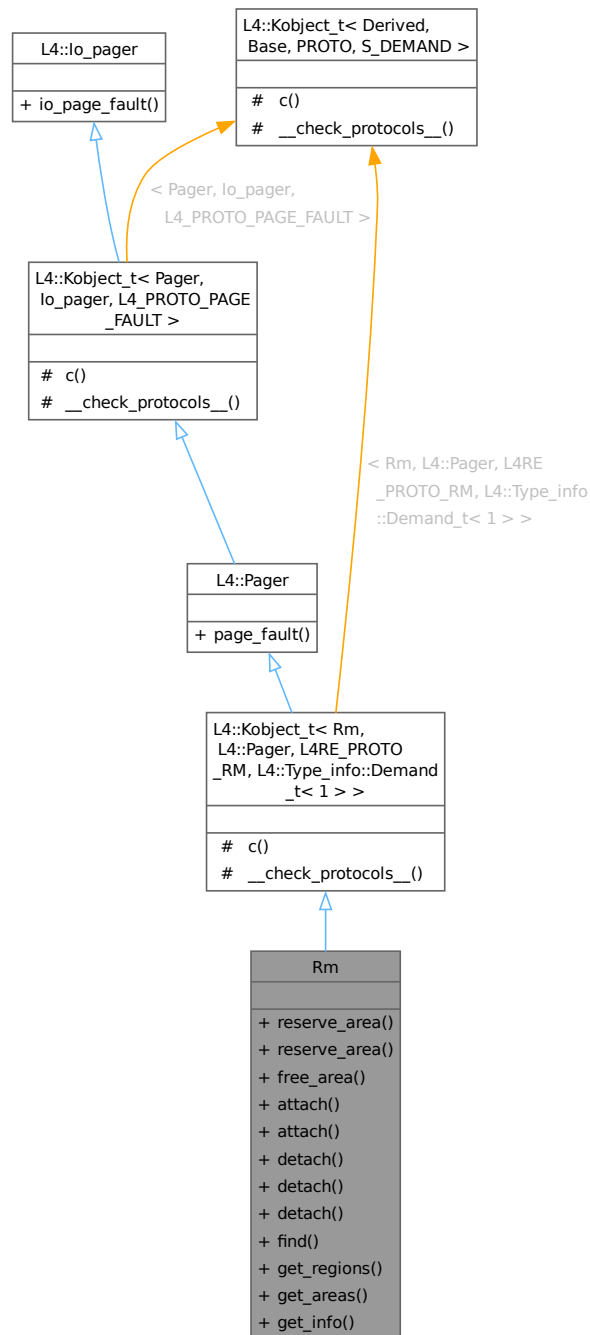 L4::Io_pager
+ io_page_fault()
L4::Kobject_t< Derived,
Base, PROTO, S_DEMAND >
# c()
# __check_protocols__()
< Pager, Io_pager,
L4_PROTO_PAGE_FAULT >
L4::Kobject_t< Pager,
Io_pager, L4_PROTO_PAGE
_FAULT >
# c()
# __check_protocols__()
< Rm, L4::Pager, L4RE
_PROTO_RM, L4::Type_info
::Demand_t< 1 > >
L4::Pager
+ page_fault()
L4::Kobject_t< Rm,
L4::Pager, L4RE_PROTO
_RM, L4::Type_info::Demand
_t< 1 > >
# c()
# __check_protocols__()
Rm
+ reserve_area()
+ reserve_area()
+ free_area()
+ attach()
+ attach()
+ detach()
+ detach()
+ detach()
+ find()
+ get_regions()
+ get_areas()
+ get_info()